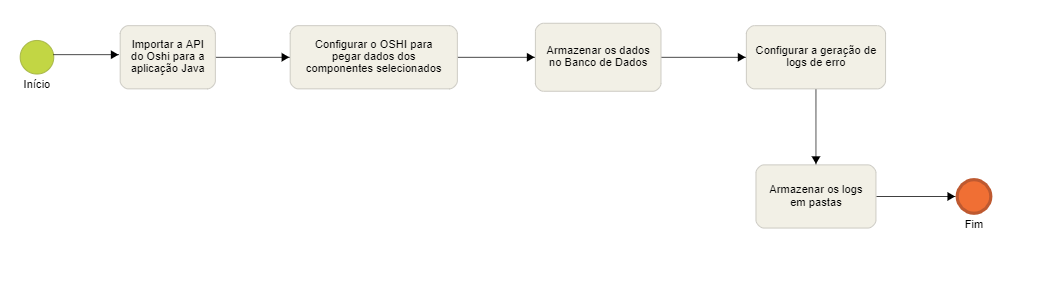 Início
Importar a API
do Oshi para a
aplicação Java
Configurar o OSHI para
pegar dados dos
componentes selecionados
Armazenar os dados
no Banco de Dados
Configurar a geração de
logs de erro
Armazenar os logs
em pastas
Fim